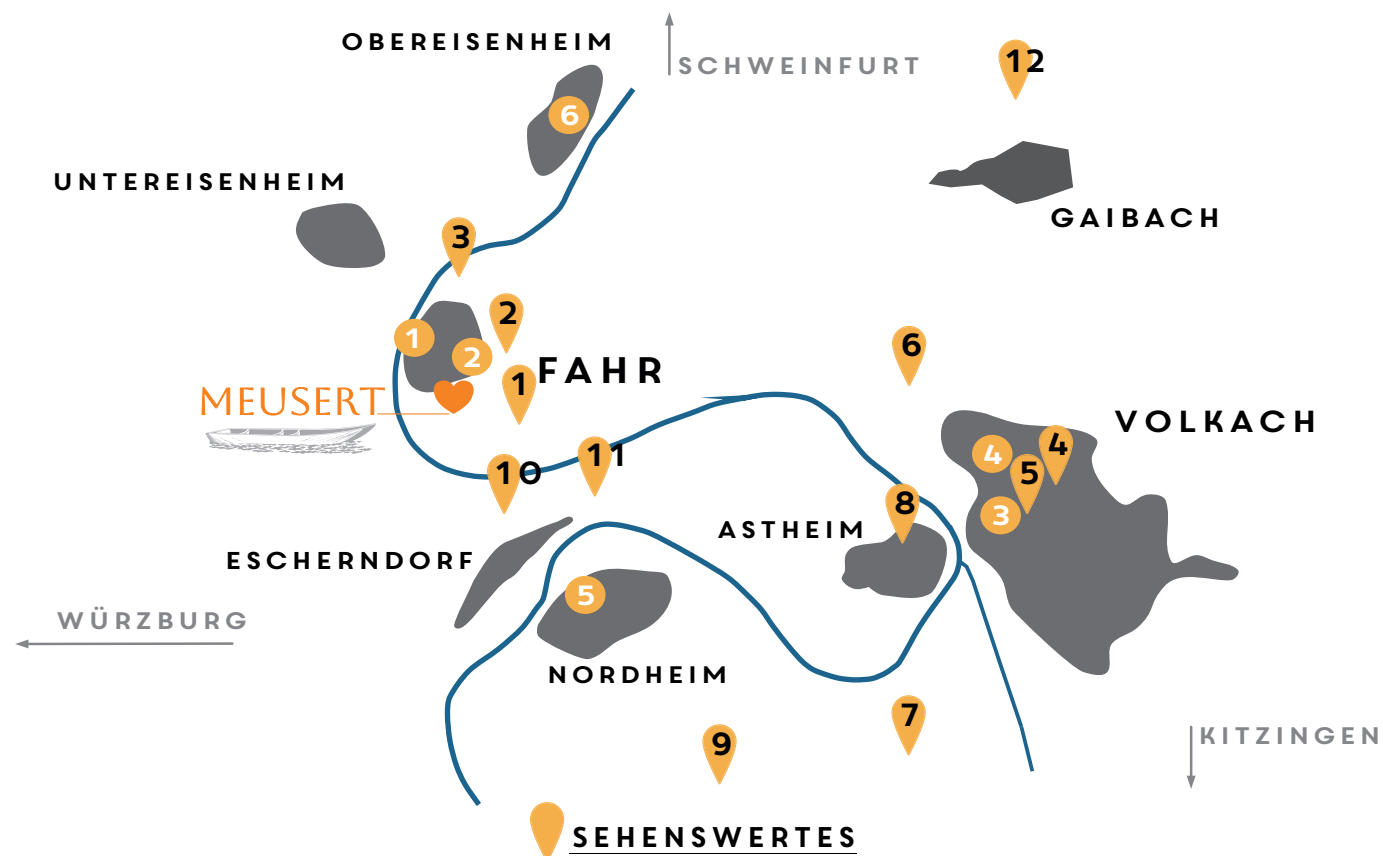 OBEREISENHEIM
SCHWEINFURT
12
6
UNTEREISENHEIM
GAIBACH
3
2
1
2
6
FAHR
1
MEUSERT
VOLKACH
4
4
11
10
5
3
8
ASTHEIM
ESCHERNDORF
5
WÜRZBURG
NORDHEIM
7
9
KITZINGEN
SEHENSWERTES